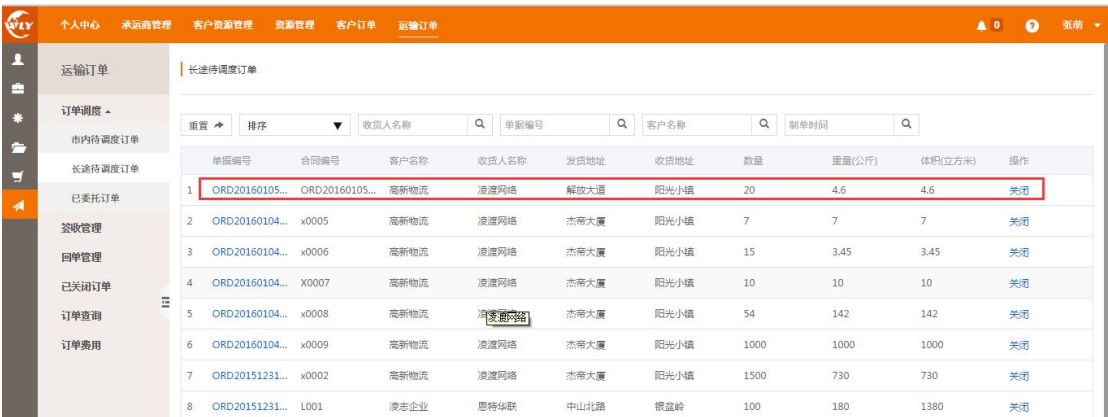 WLY 个人中心 承运商管理 客户资源管理 资源管理 客户订单 运输订单 0 ? 张萌
运输订单
订单调度
市内待调度订单
长途待调度订单
已委托订单
签收管理
回单管理
已关闭订单
订单查询
订单费用
长途待调度订单
重置 排序 收货人名称 单据编号 客户名称 制单时间
单据编号 合同编号 客户名称 收货人名称 发货地址 收货地址 数量 重量(公斤) 体积(立方米) 操作
1 ORD20160105... ORD20160105... 高新物流 凌渡网络 解放大道 阳光小镇 20 4.6 4.6 关闭
2 ORD20160104... x0005 高新物流 凌渡网络 杰帝大厦 阳光小镇 7 7 7 关闭
3 ORD20160104... x0006 高新物流 凌渡网络 杰帝大厦 阳光小镇 15 3.45 3.45 关闭
4 ORD20160104... X0007 高新物流 凌渡网络 杰帝大厦 阳光小镇 10 10 10 关闭
5 ORD20160104... x0008 高新物流 凌渡网络 杰帝大厦 阳光小镇 54 142 142 关闭
6 ORD20160104... x0009 高新物流 凌渡网络 杰帝大厦 阳光小镇 1000 1000 1000 关闭
7 ORD20151231... x0002 高新物流 凌渡网络 杰帝大厦 阳光小镇 1500 730 730 关闭
8 ORD20151231... L001 凌志企业 恩特华联 中山北路 银盆岭 100 180 1380 关闭